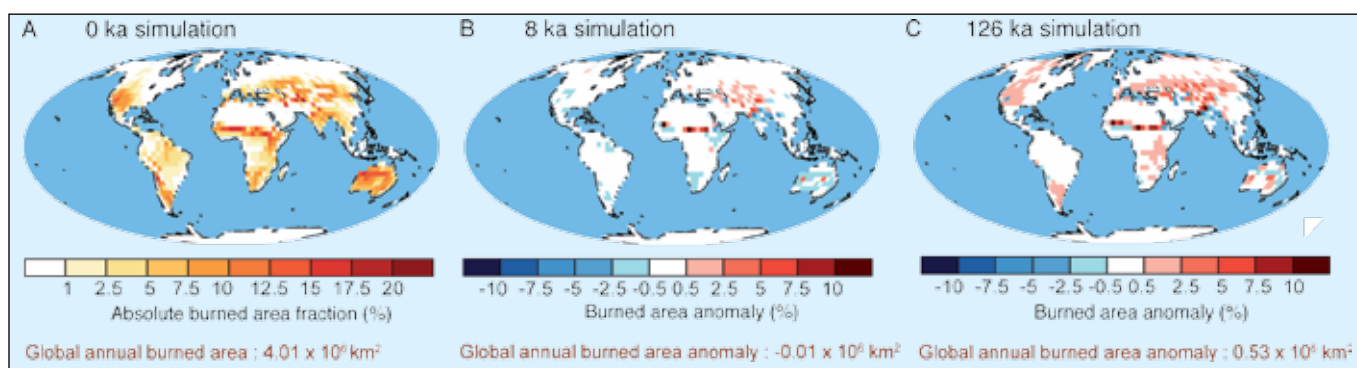 A 0 ka simulation
B 8 ka simulation
C 126 ka simulation
1 2.5 5 7.5 10 12.5 15 17.5 20
Absolute burned area fraction (%)
Global annual burned area : 4.01 x 10⁶ km²
-10 -7.5 -5 -2.5 -0.5 0.5 2.5 5 7.5 10
Burned area anomaly (%)
Global annual burned area anomaly : -0.01 x 10⁶ km²
-10 -7.5 -5 -2.5 -0.5 0.5 2.5 5 7.5 10
Burned area anomaly (%)
Global annual burned area anomaly : 0.53 x 10⁶ km²